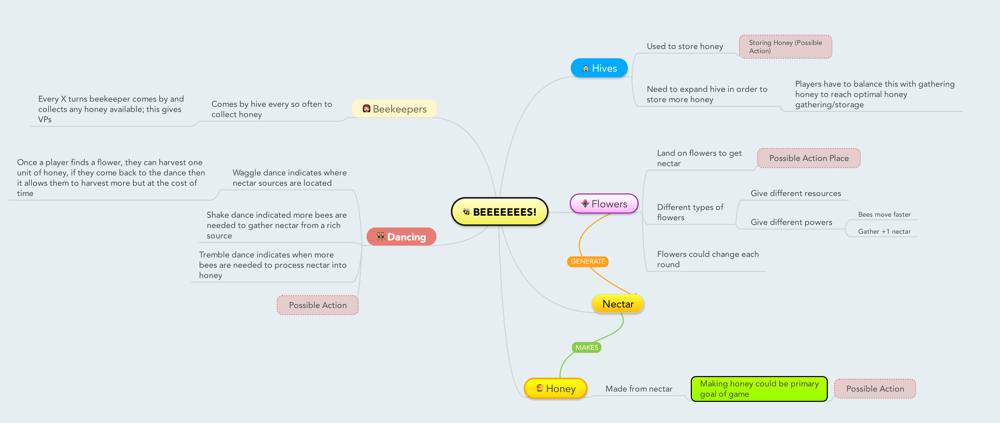 BEEEEEEES!
Hives
Used to store honey
Storing Honey (Possible
Action)
Need to expand hive in order to
store more honey
Players have to balance this with gathering
honey to reach optimal honey
gathering/storage
Flowers
Land on flowers to get
nectar
Possible Action Place
Different types of
flowers
Give different resources
Give different powers
Bees move faster
Gather +1 nectar
Flowers could change each
round
GENERATE
Nectar
MAKES
Honey
Made from nectar
Making honey could be primary
goal of game
Possible Action
Beekeepers
Comes by hive every so often to
collect honey
Every X turns beekeeper comes by and
collects any honey available; this gives
VPs
Dancing
Waggle dance indicates where
nectar sources are located
Once a player finds a flower, they can harvest one
unit of honey, if they come back to the dance then
it allows them to harvest more but at the cost of
time
Shake dance indicated more bees are
needed to gather nectar from a rich
source
Tremble dance indicates when more
bees are needed to process nectar into
honey
Possible Action